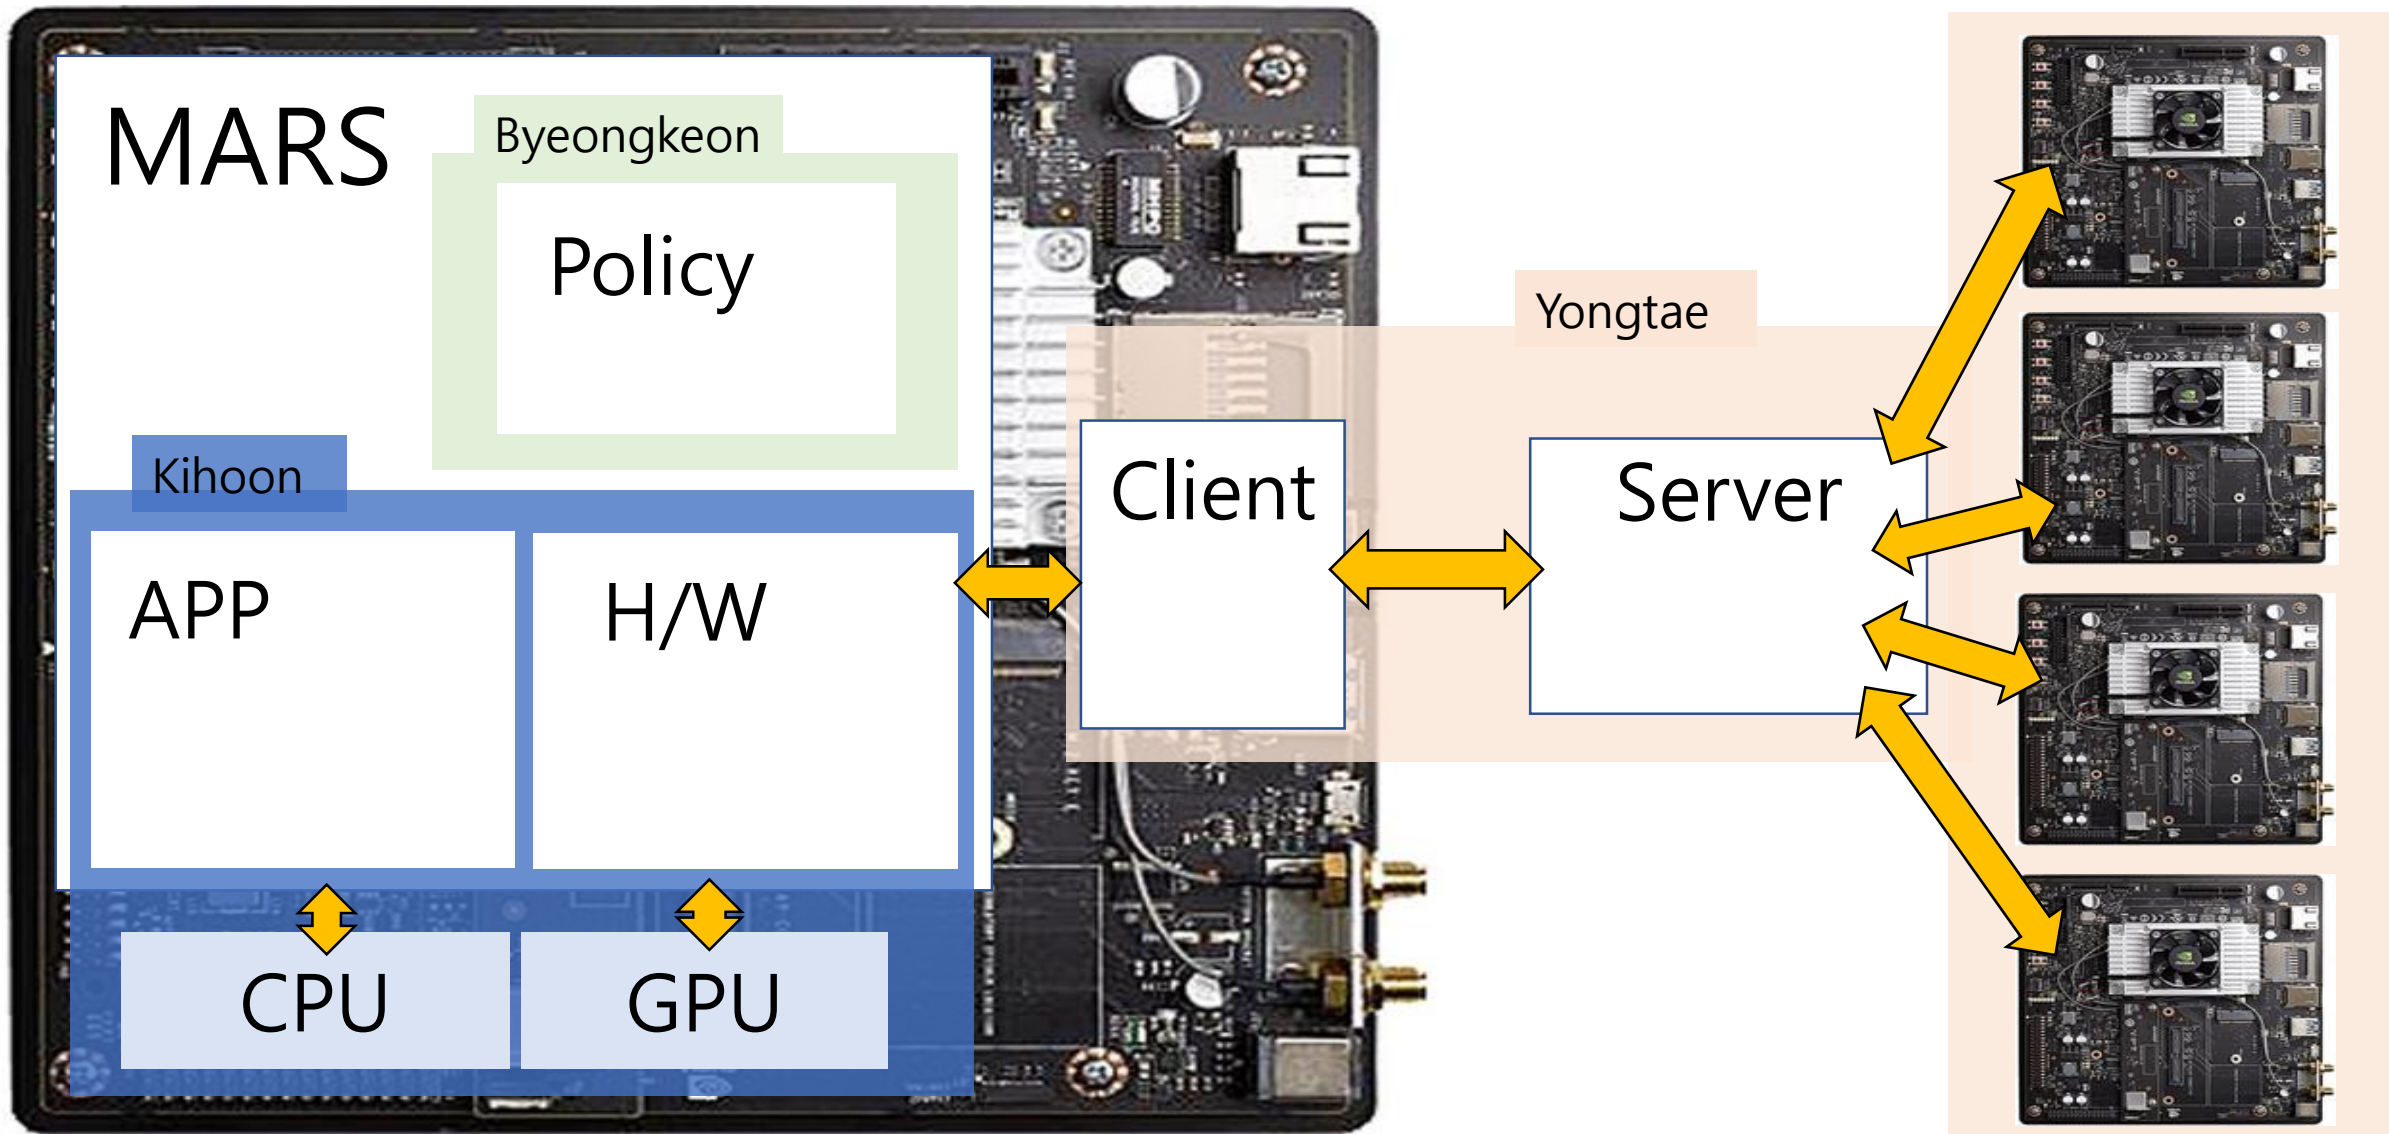 MARS
Byeongkeon
Policy
Kihoon
APP
H/W
CPU
GPU
Yongtae
Client
Server